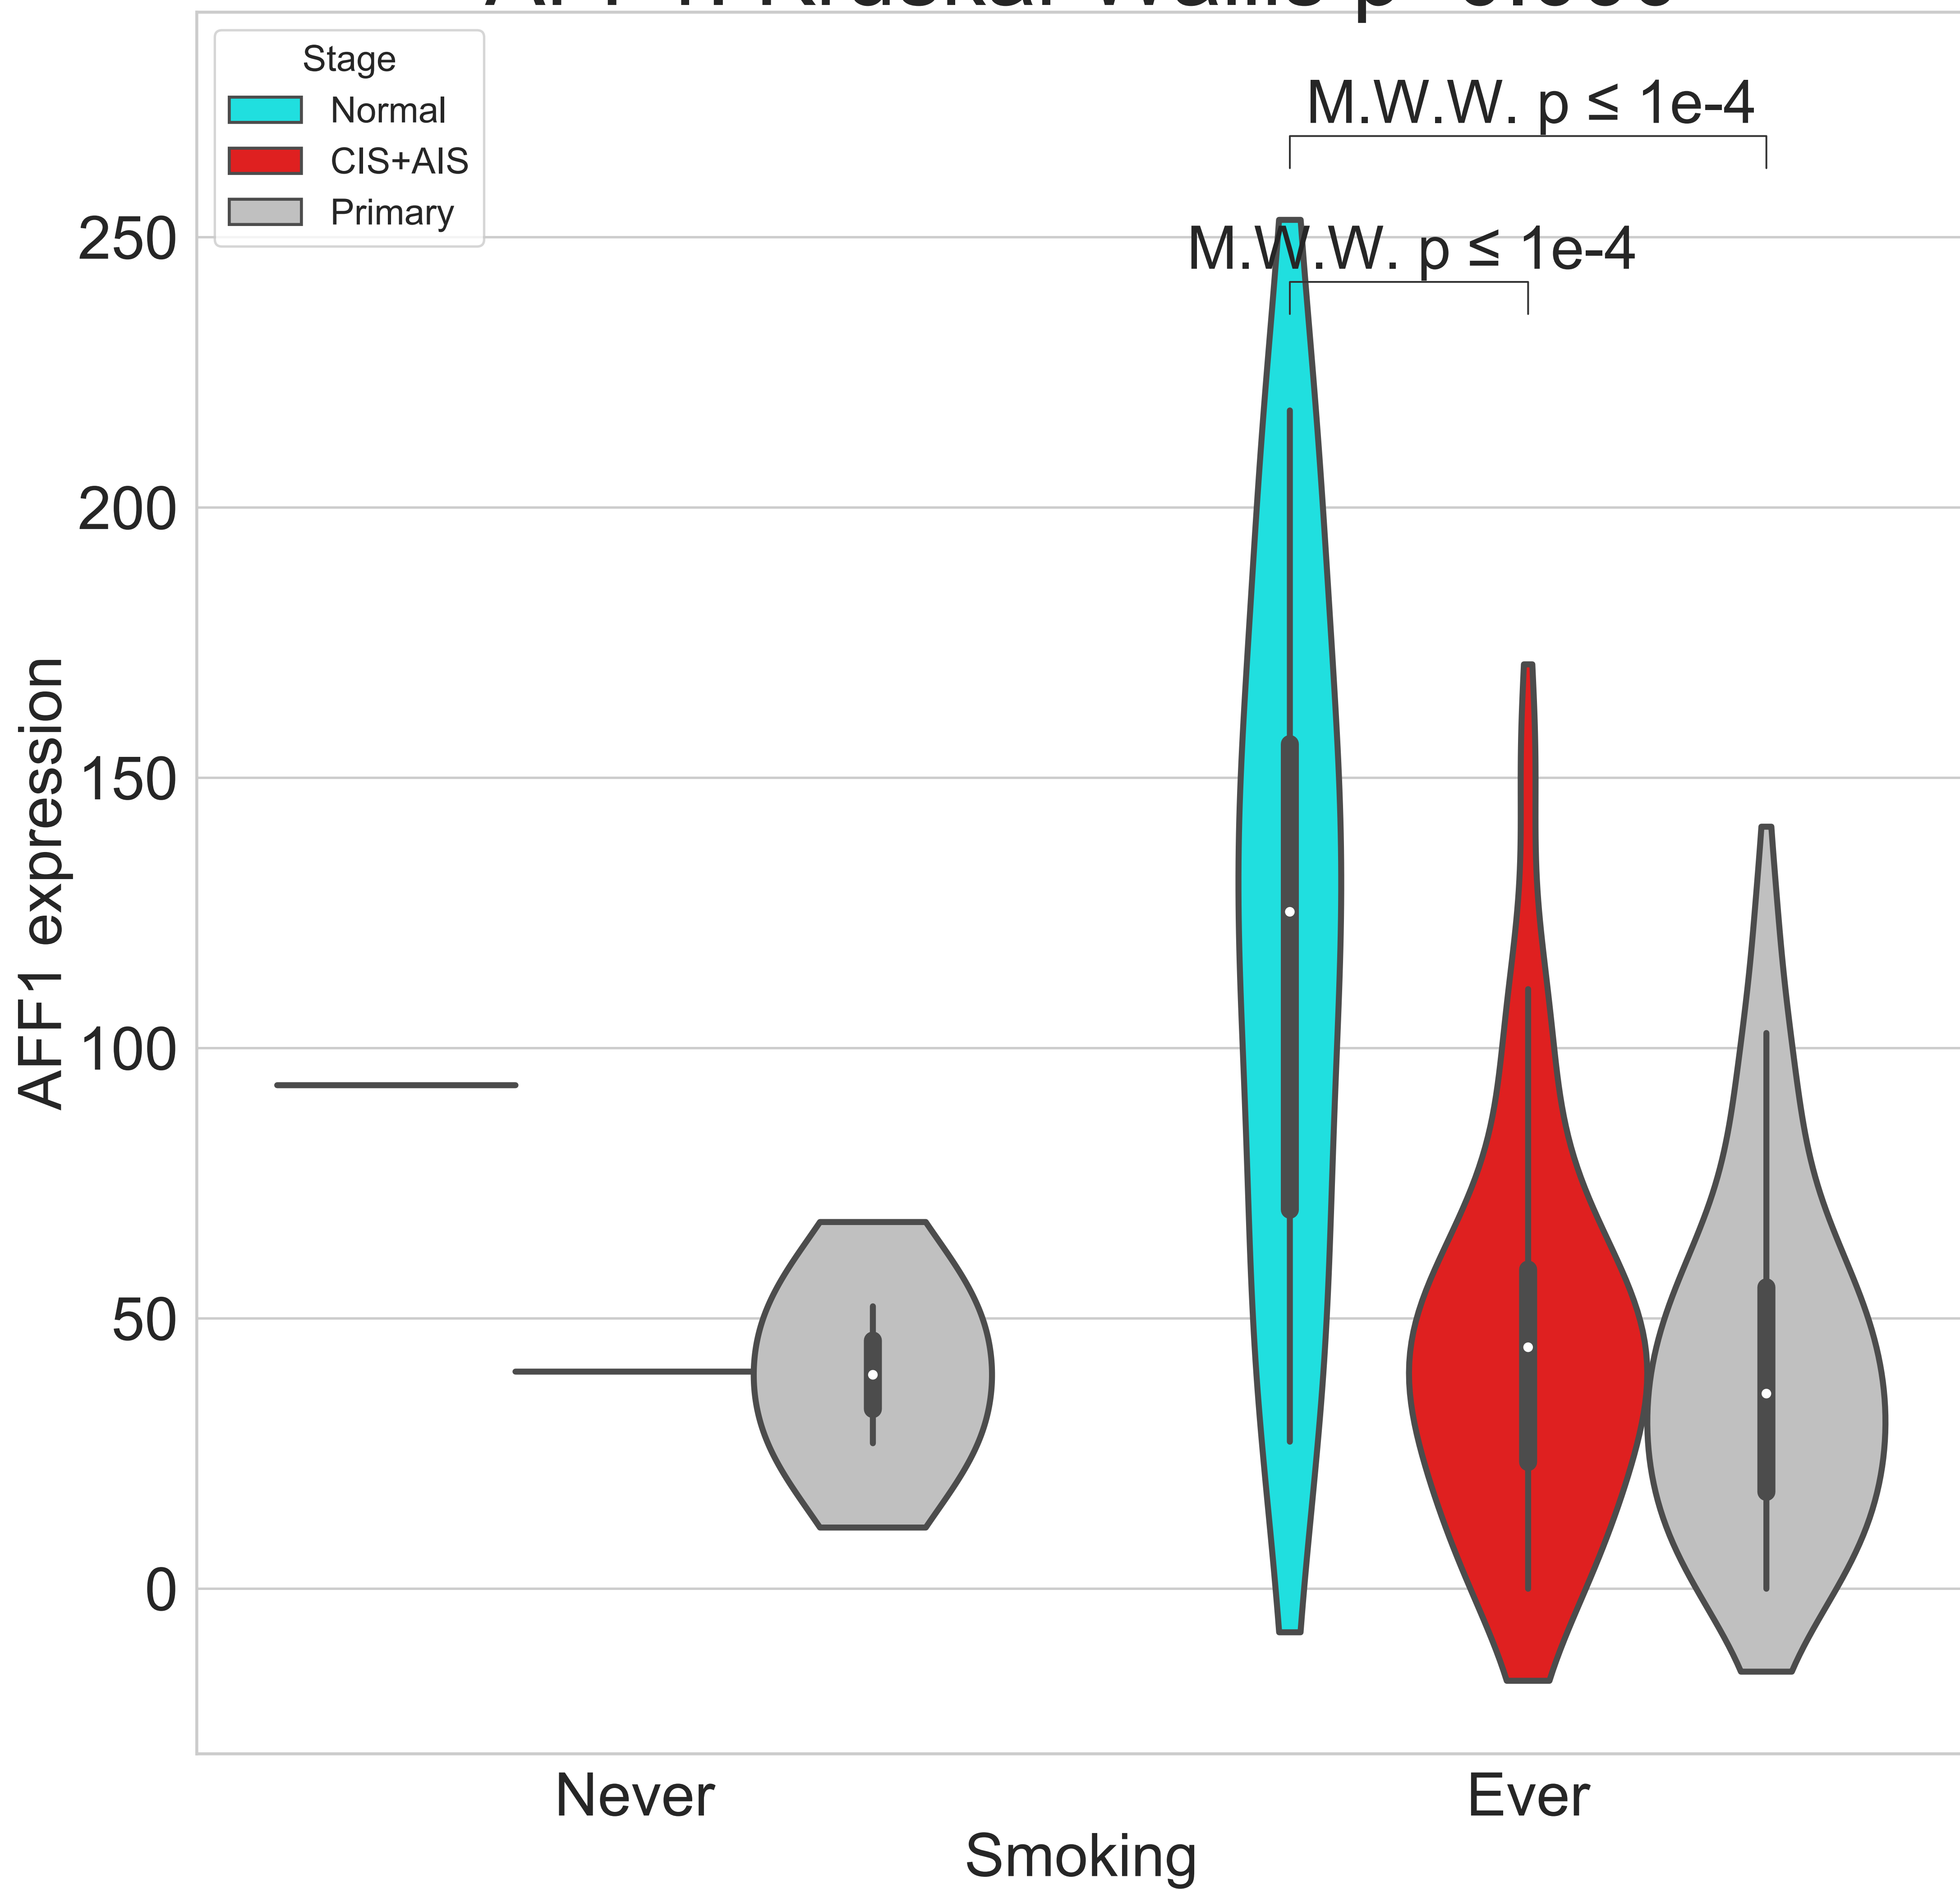 Stage
Normal
CIS+AIS
Primary
M.W.W. p ≤ 1e-4
M.W.W. p ≤ 1e-4
250
200
150
100
50
0
AFF1 expression
Never
Ever
Smoking